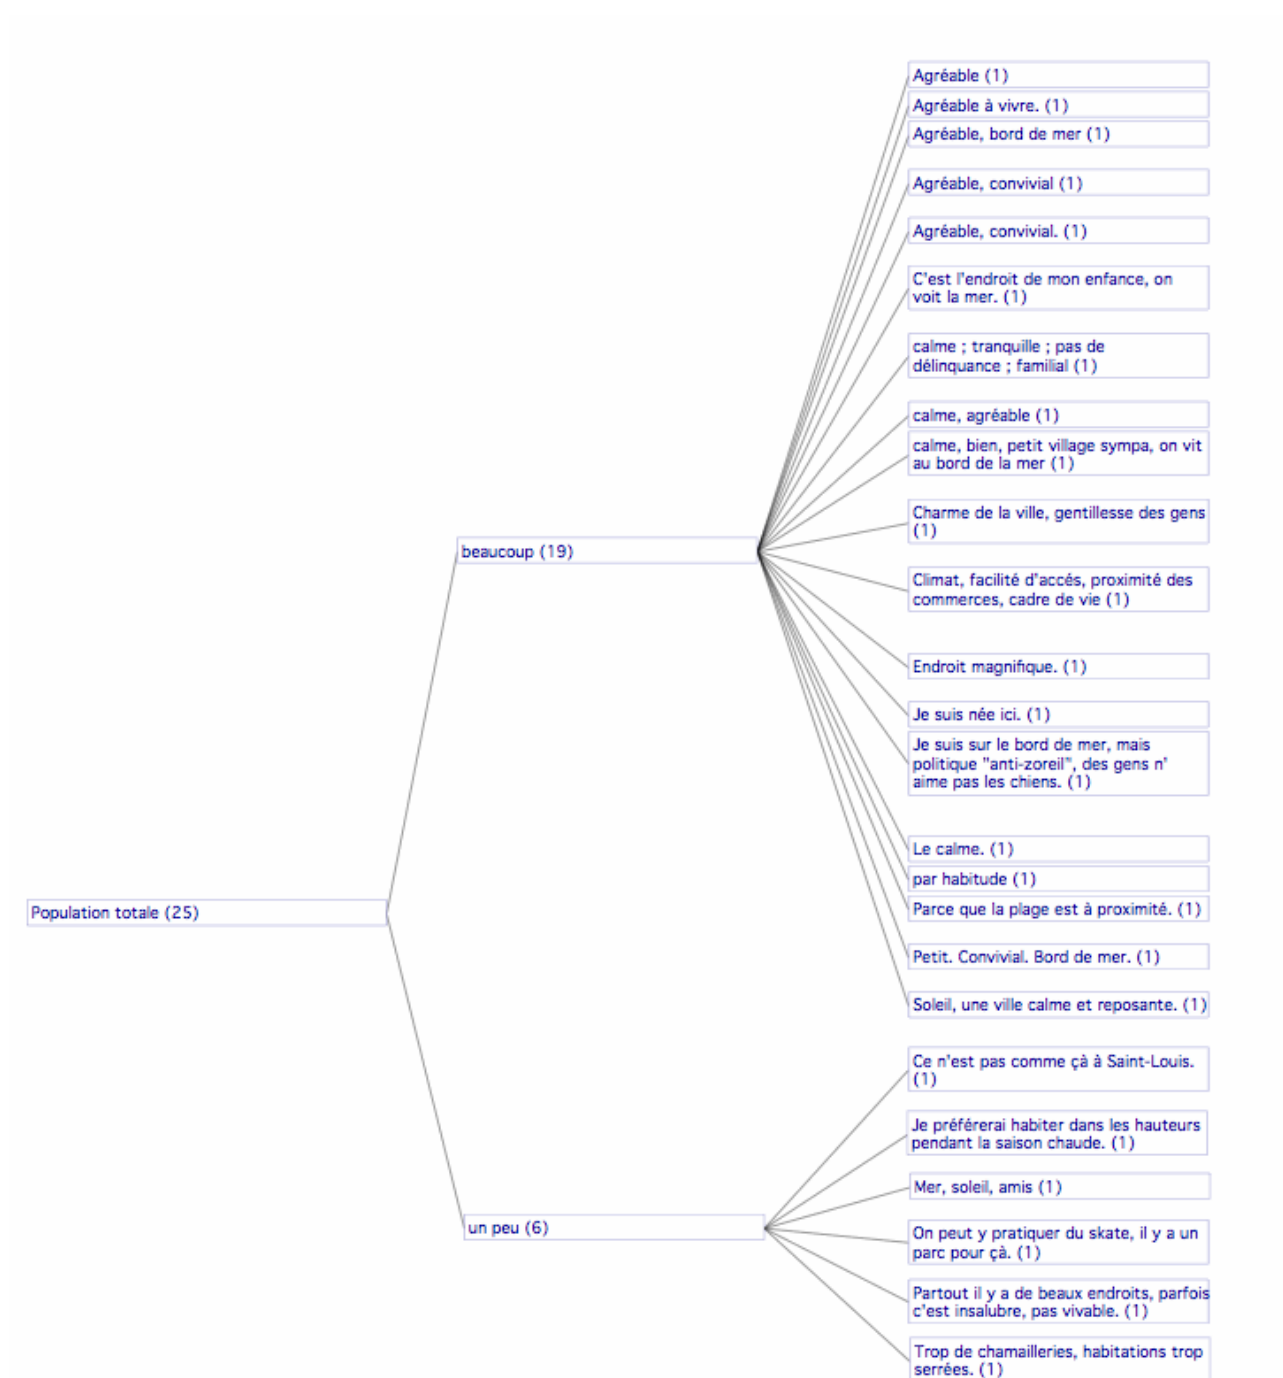 Agréable (1)
Agréable à vivre. (1)
Agréable, bord de mer (1)
Agréable, convivial (1)
Agréable, convivial. (1)
C'est l'endroit de mon enfance, on
voit la mer. (1)
calme ; tranquille ; pas de
délinquance ; familial (1)
calme, agréable (1)
calme, bien, petit village sympa, on vit
au bord de la mer (1)
Charme de la ville, gentillesse des gens
(1)
beaucoup (19)
Climat, facilité d'accés, proximité des
commerces, cadre de vie (1)
Endroit magnifique. (1)
Je suis née ici. (1)
Je suis sur le bord de mer, mais
politique "anti-zoreil", des gens n'
aime pas les chiens. (1)
Le calme. (1)
par habitude (1)
Parce que la plage est à proximité. (1)
Population totale (25)
Petit. Convivial. Bord de mer. (1)
Soleil, une ville calme et reposante. (1)
Ce n'est pas comme çà à Saint-Louis.
(1)
Je préférerai habiter dans les hauteurs
pendant la saison chaude. (1)
Mer, soleil, amis (1)
un peu (6)
On peut y pratiquer du skate, il y a un
parc pour çà. (1)
Partout il y a de beaux endroits, parfois
c'est insalubre, pas vivable. (1)
Trop de chamailleries, habitations trop
serrées. (1)